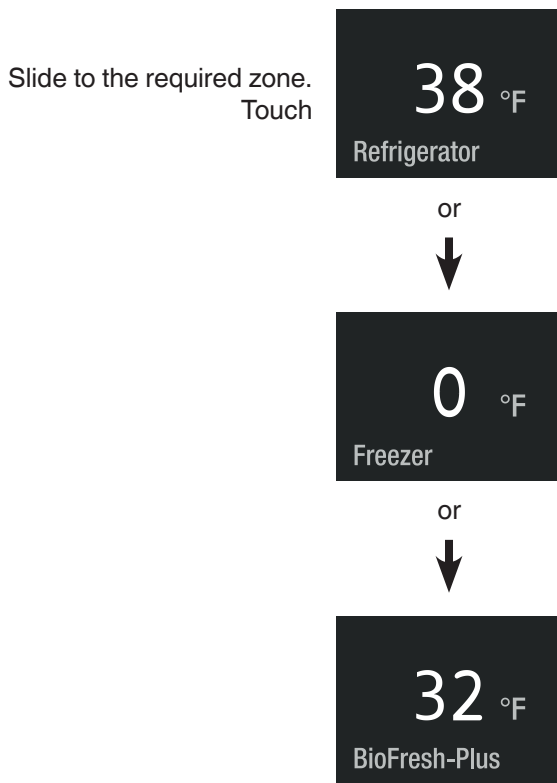 Slide to the required zone.
Touch
38 °F
Refrigerator
or
0 °F
Freezer
or
32 °F
BioFresh-Plus